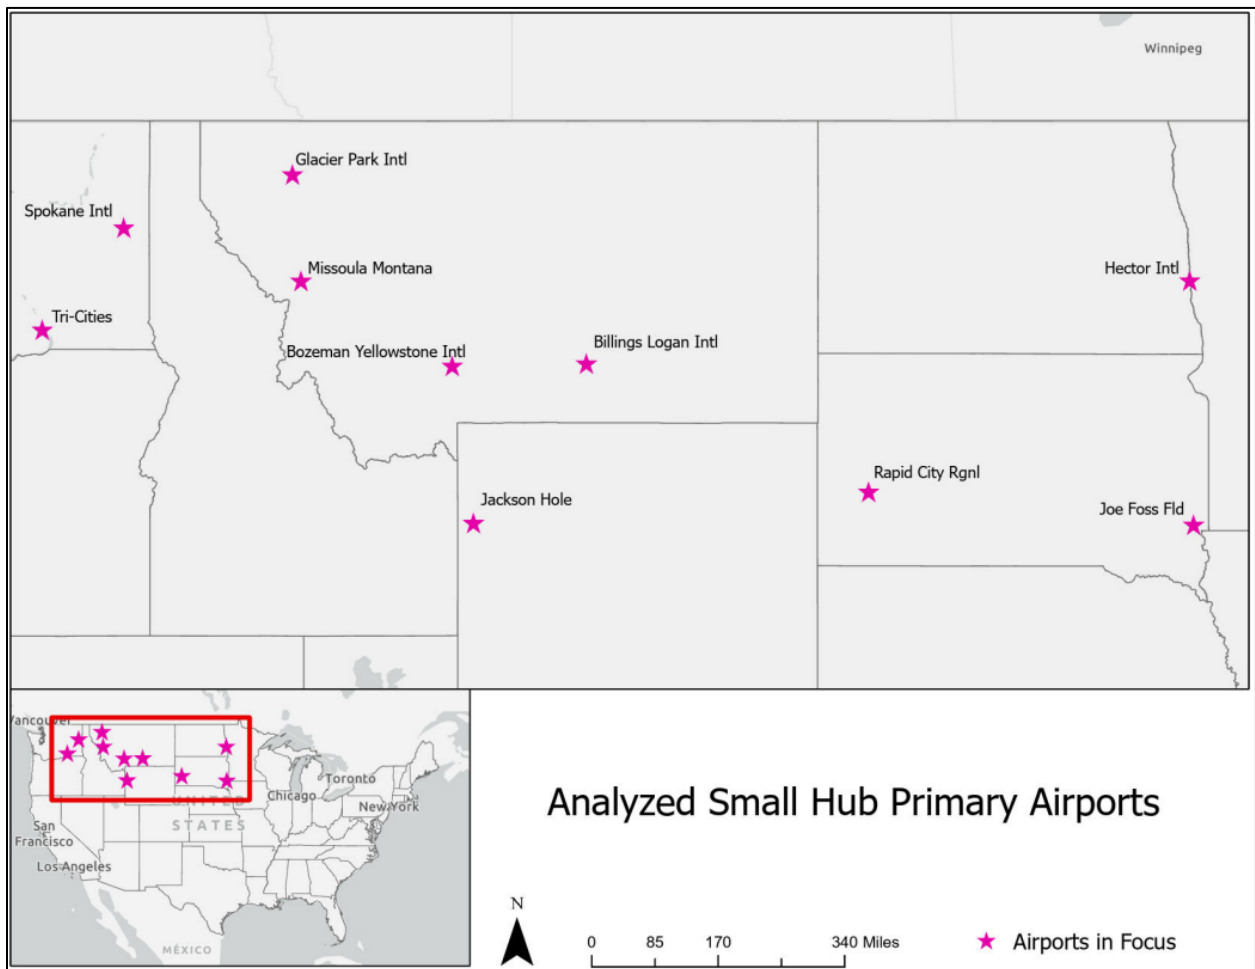 Winnipeg
Glacier Park Intl
Spokane Intl
Missoula Montana
Hector Intl
Tri-Cities
Billings Logan Intl
Bozeman Yellowstone Intl
Rapid City Rgnl
Jackson Hole
Joe Foss Fld
Vancouver
Toronto
Chicago
UNITED
New York
STATES
San
Francisco
Los Angeles
MÉXICO
Analyzed Small Hub Primary Airports
N
0 85 170 340 Miles
Airports in Focus